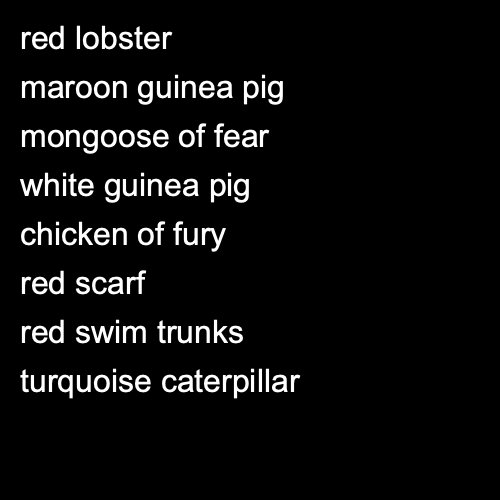 red lobster
maroon guinea pig
mongoose of fear
white guinea pig
chicken of fury
red scarf
red swim trunks
turquoise caterpillar